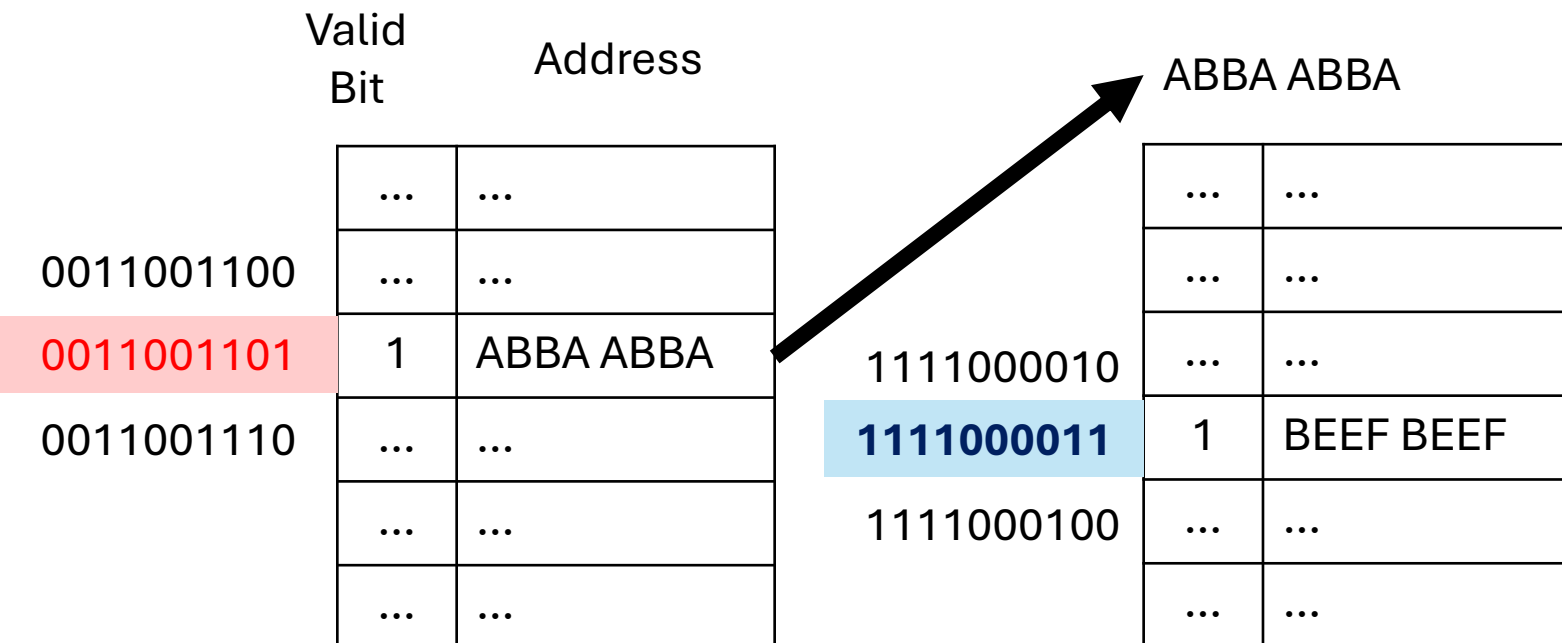 Valid
Bit
Address
ABBA ABBA
... ...
0011001100 ... ...
0011001101 1 ABBA ABBA
0011001110 ... ...
... ...
... ...
... ...
... ...
1111000010 ... ...
1111000011 1 BEEF BEEF
1111000100 ... ...
... ...